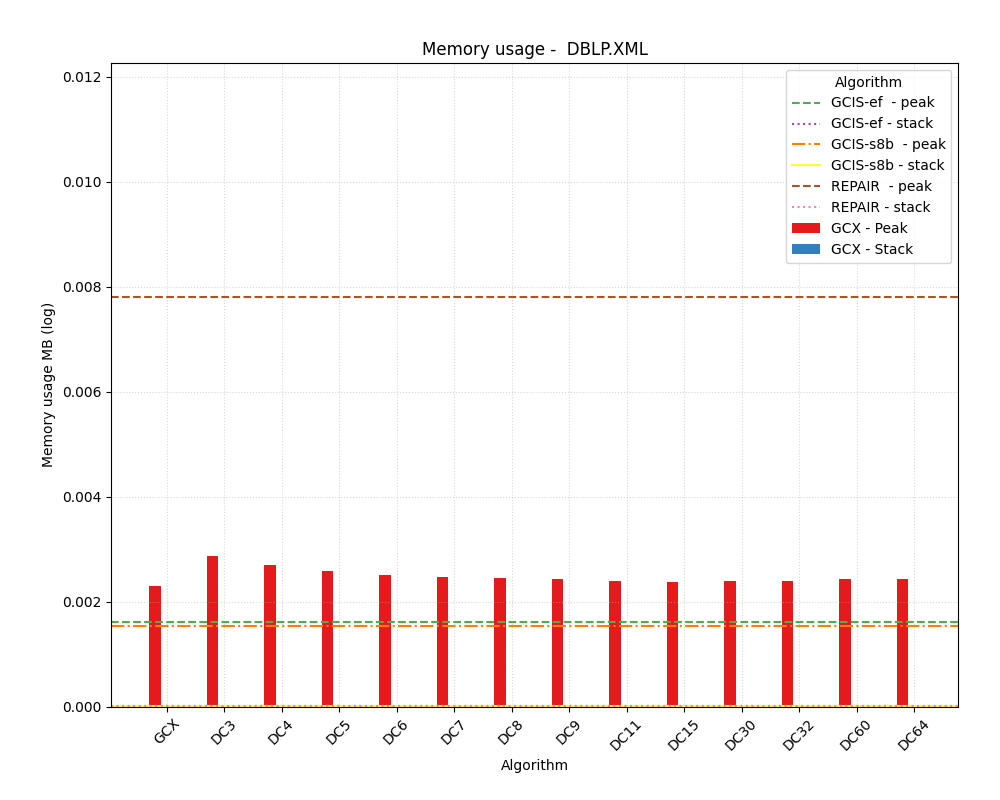 Memory usage -  DBLP.XML
0.012
0.010
0.008
0.006
0.004
0.002
0.000
Memory usage MB (log)
Algorithm
GCIS-ef  - peak
GCIS-ef - stack
GCIS-s8b  - peak
GCIS-s8b - stack
REPAIR  - peak
REPAIR - stack
GCX - Peak
GCX - Stack
GCX
DC3
DC4
DC5
DC6
DC7
DC8
DC9
DC11
DC15
DC30
DC32
DC60
DC64
Algorithm